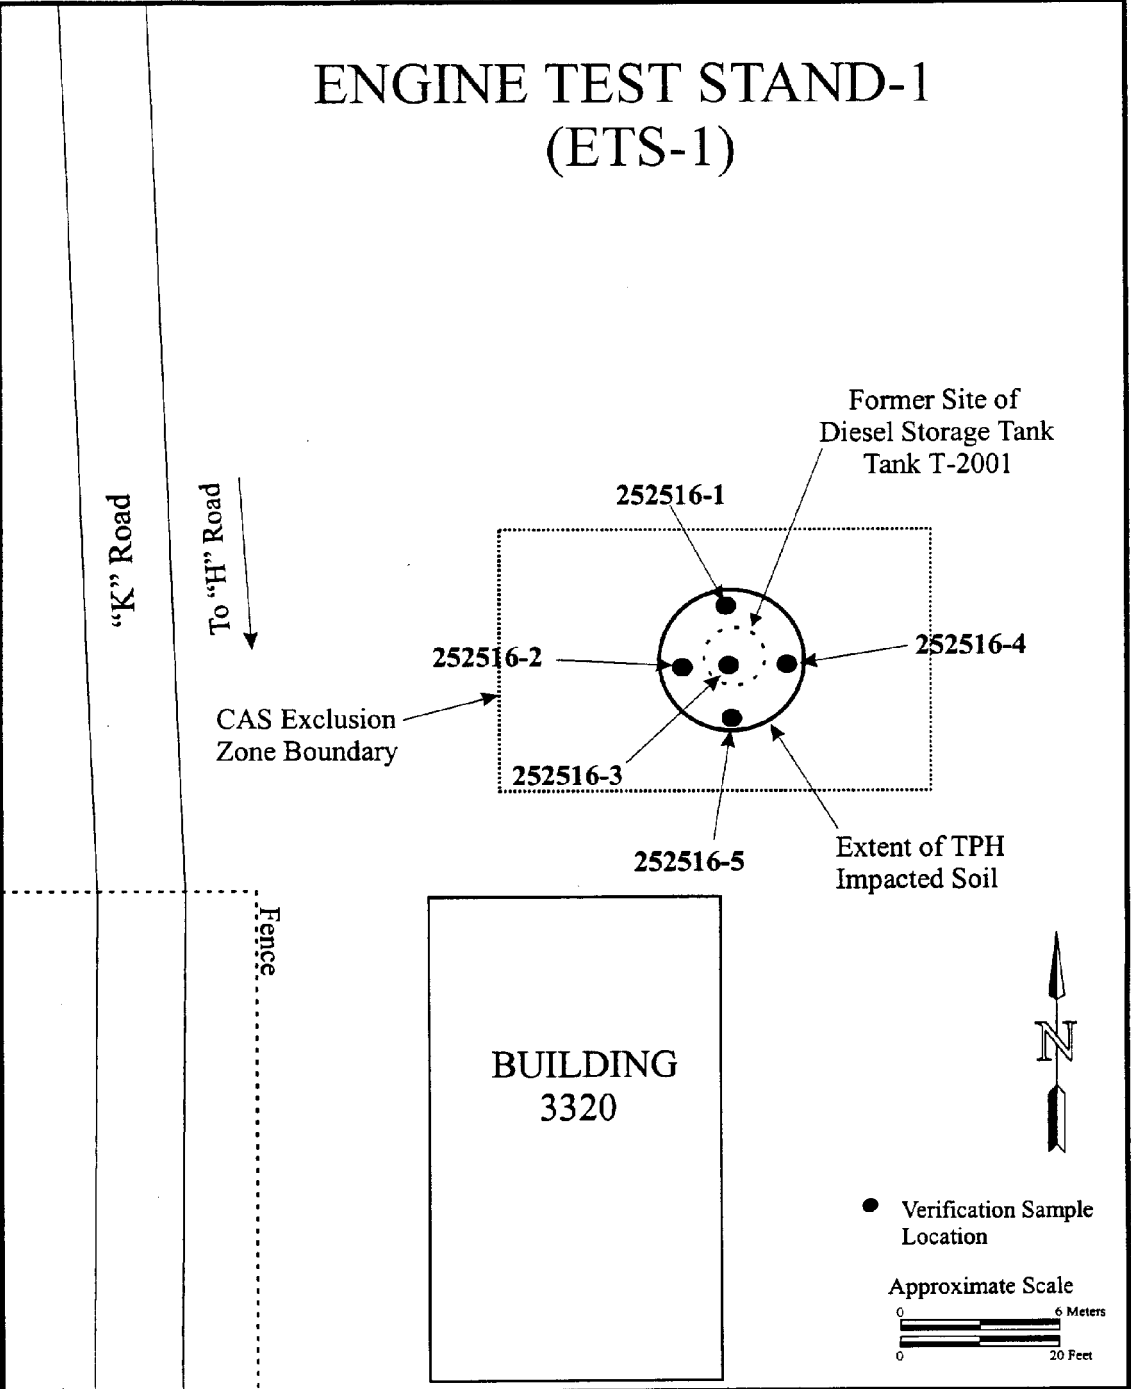 ENGINE TEST STAND-1
(ETS-1)
Former Site of
Diesel Storage Tank
Tank T-2001
252516-1
"K" Road
To "H" Road
252516-2
252516-4
CAS Exclusion
Zone Boundary
252516-3
252516-5
Extent of TPH
Impacted Soil
Fence
BUILDING
3320
N
Verification Sample
Location
Approximate Scale
0 6 Meters
0 20 Feet